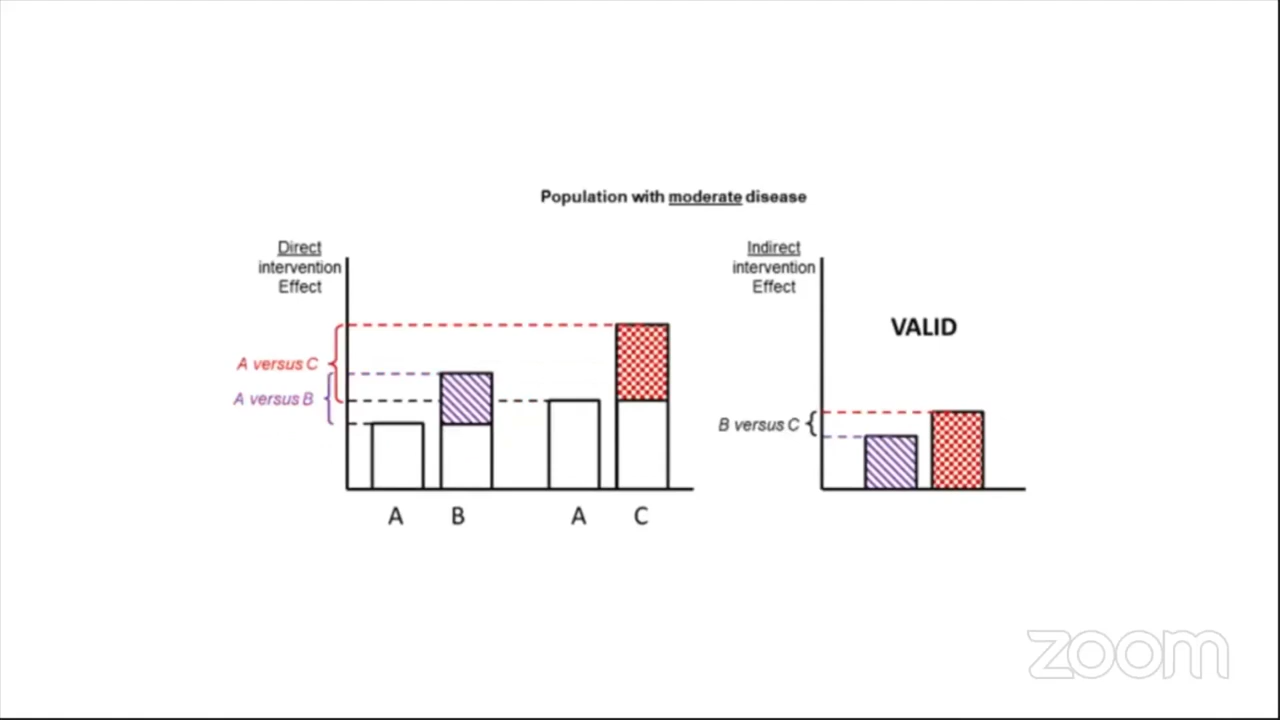 Population with moderate disease
Direct
intervention
Effect
A versus C
A versus B
A
B
A
C
Indirect
intervention
Effect
VALID
B versus C
zoom